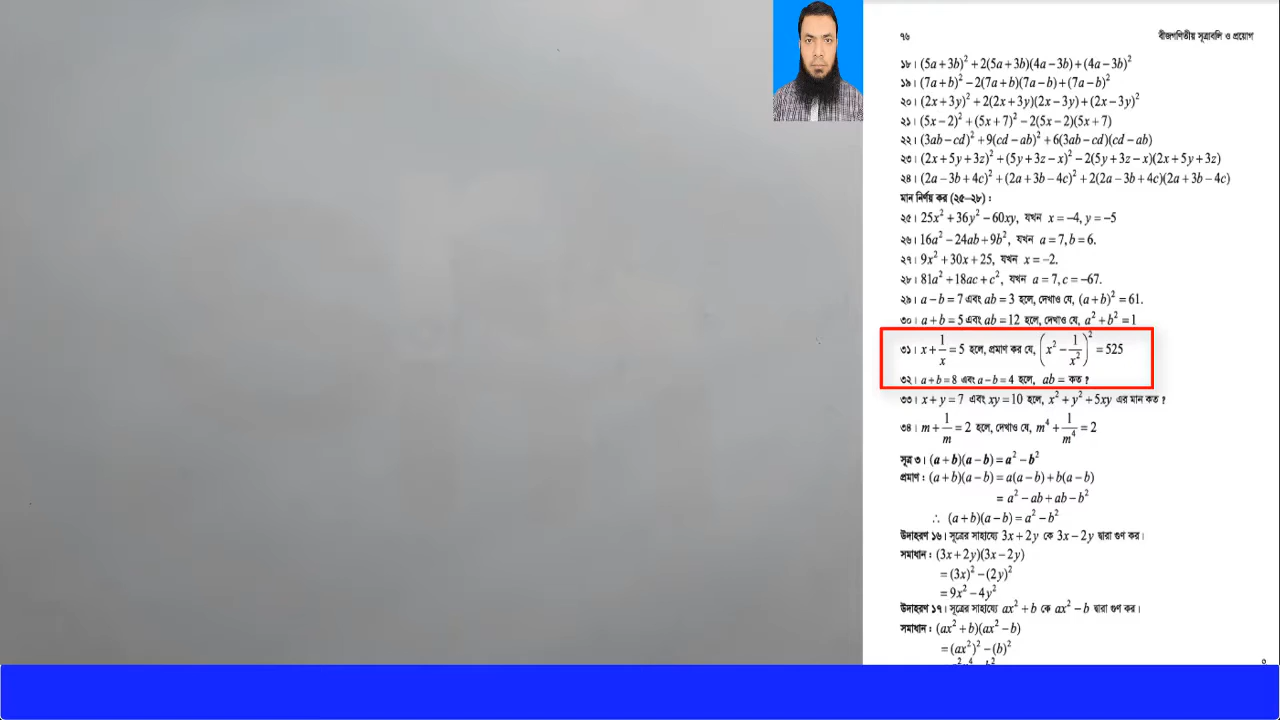 ৭৬ বীজগণিতীয় সূত্রাবলি ও প্রয়োগ
১৮। (5a+3b)² + 2(5a+3b)(4a−3b) + (4a−3b)²
১৯। (7a+b)² − 2(7a+b)(7a−b) + (7a−b)²
২০। (2x+3y)² + 2(2x+3y)(2x−3y) + (2x−3y)²
২১। (5x−2)² + (5x+7)² − 2(5x−2)(5x+7)
২২। (3ab−cd)² + 9(cd−ab)² + 6(3ab−cd)(cd−ab)
২৩। (2x+5y+3z)² + (5y+3z−x)² − 2(5y+3z−x)(2x+5y+3z)
২৪। (2a−3b+4c)² + (2a+3b−4c)² + 2(2a−3b+4c)(2a+3b−4c)
মান নির্ণয় কর (২৫−২৮) :
২৫। 25x² + 36y² − 60xy, যখন x = −4, y = −5
২৬। 16a² − 24ab + 9b², যখন a = 7, b = 6.
২৭। 9x² + 30x + 25, যখন x = −2.
২৮। 81a² + 18ac + c², যখন a = 7, c = −67.
২৯। a − b = 7 এবং ab = 3 হলে, দেখাও যে, (a+b)² = 61.
৩০। a + b = 5 এবং ab = 12 হলে, দেখাও যে, a² + b² = 1
৩১। x + 1/x = 5 হলে, প্রমাণ কর যে, (x² − 1/x²)² = 525
৩২। a + b = 8 এবং a − b = 4 হলে, ab = কত ?
৩৩। x + y = 7 এবং xy = 10 হলে, x² + y² + 5xy এর মান কত ?
৩৪। m + 1/m = 2 হলে, দেখাও যে, m⁴ + 1/m⁴ = 2
সূত্র ৩। (a+b)(a−b) = a² − b²
প্রমাণ : (a+b)(a−b) = a(a−b) + b(a−b)
= a² − ab + ab − b²
∴ (a+b)(a−b) = a² − b²
উদাহরণ ১৬। সূত্রের সাহায্যে 3x + 2y কে 3x − 2y দ্বারা গুণ কর।
সমাধান : (3x+2y)(3x−2y)
= (3x)² − (2y)²
= 9x² − 4y²
উদাহরণ ১৭। সূত্রের সাহায্যে ax² + b কে ax² − b দ্বারা গুণ কর।
সমাধান : (ax²+b)(ax²−b)
= (ax²)² − (b)²